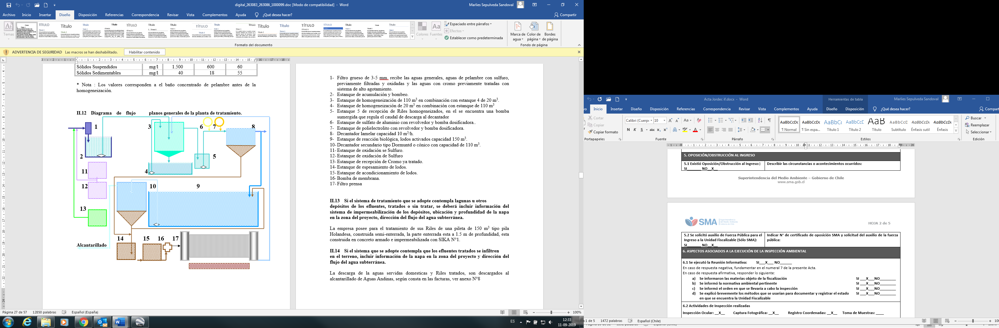 digital_263083_263086_1000099.doc [Modo de compatibilidad] - Word
Marlies Sepulveda Sandoval
Archivo Inicio Insertar Diseño Disposición Referencias Correspondencia Revisar Vista Complementos Ayuda ¿Qué desea hacer? Compartir
Temas
Colores Fuentes
Espaciado entre párrafos
Efectos
Establecer como predeterminada
Marca de agua Color de página Bordes de página
Formato del documento
Fondo de página
ADVERTENCIA DE SEGURIDAD Las macros se han deshabilitado. Habilitar contenido
Sólidos Suspendidos mg/l 1.500 600 60
Sólidos Sedimentables mg/l 40 18 55
* Nota : Los valores corresponden a el baño concentrado de pelambre antes de la
homogeneización.
II.12 Diagrama de flujo planos generales de la planta de tratamiento.
1
2
3
4
5
6
7
8
9
10
11
12
13
14
15
16
17
Alcantarillado
1- Filtro grueso de 3-5 mm. recibe las aguas generales, aguas de pelambre con sulfuro,
previamente filtradas y oxidadas y las aguas con cromo previamente tratadas con
sistema de alto agotamiento.
2- Estanque de acumulación y bombeo.
3- Estanque de homogeneización de 110 m3 en combinación con estanque 4 de 20 m3.
4- Estanque de homogeneización de 20 m3 en combinación con estanque de 110 m3
5- Estanque 5 de recepción de Riles homogeneizados, en el se encuentra una bomba
sumergida que regula el caudal de descarga al decantador
6- Estanque de sulfato de aluminio con revolvedor y bomba dosificadora..
7- Estanque de polielectrolito con revolvedor y bomba dosificadora.
8- Decantador lamelar capacidad 10 m3/h.
9- Estanque de reacción biológica, lodos activados capacidad 150 m3.
10- Decantador secundario tipo Dormuntd o cónico con capacidad de 110 m3.
11- Estanque de oxidación se Sulfuro.
12- Estanque de oxidación de Sulfuro
13- Estanque de recepción de Cromo ya tratado.
14- Estanque de espesamiento de lodos.
15- Estanque de acondicionamiento de lodos.
16- Bomba de membrana.
17- Filtro prensa
II.13 Si el sistema de tratamiento que se adopte contempla lagunas u otros
depósitos de los efluentes, tratados o sin tratar, se deberá incluir información del
sistema de impermeabilización de los depósitos, ubicación y profundidad de la napa
en la zona del proyecto, dirección del flujo del agua subterránea.
La empresa posee para el tratamiento de sus Riles de una pileta de 150 m3 tipo pila
Holandesa, construida semi-enterrada, la parte enterrada esta a 1.5 m de profundidad, esta
construida en concreto armado e impermeabilizada con SIKA N°1.
II.14 Si el sistema que se adopte contempla que los efluentes tratados se infiltren
en el terreno, incluir información de la napa en la zona del proyecto y dirección del
flujo del agua subterránea.
La descarga de la aguas servidas domesticas y Riles tratados, son descargados al
alcantarillado de Aguas Andinas, según consta en las facturas, ver anexo N°8
Página 27 de 57 12850 palabras Español (España) 100%
ES 12:33
11-09-2019
Acta Jordec if.docx - Word Herramientas de tabla Marlies Sepulveda Sandoval
Inicio Insertar Diseño Disposición Referencias Correspondencia Revisar Vista Complementos Ayuda Diseño Disposición ¿Qué desea hacer? Compart
Cortar
Copiar
Copiar formato
Calibri (Cuerpo 10
N K S abc x₂ x²
AaBbCcDc AaBbCcDc AaBbCc AaBbCcD AaB AaBbCcD AaBbCcDc AaBbCcDc
¶ Normal ¶ Sin espa... Título 1 Título 2 Título Subtítulo Énfasis sutil Énfasis
Buscar
Reemplazar
Seleccionar
ortapapeles Fuente Párrafo Estilos Edición
5. OPOSICIÓN/OBSTRUCCIÓN AL INGRESO
5.1 Existió Oposición/Obstrucción al Ingreso:) Describir las circunstancias o acontecimientos ocurridos:
SI______ NO__X__
Superintendencia del Medio Ambiente – Gobierno de Chile
www.sma.gob.cl
SMA Superintendencia del Medio Ambiente Gobierno de Chile
HOJA 2 de 5
5.2 Se solicitó auxilio de Fuerza Pública para el Indicar N° de certificado de oposición SMA y solicitud del auxilio de la fuerza
Ingreso a la Unidad Fiscalizable (Sólo SMA): pública:
SI______ NO__X__
6. ASPECTOS ASOCIADOS A LA EJECUCIÓN DE LA INSPECCIÓN AMBIENTAL
6.1 Se ejecutó la Reunión Informativa: SI___X___ NO______
En caso de respuesta negativa, fundamentar en el numeral 7 de la presente Acta.
En caso de respuesta afirmativa, responder lo siguiente:
a) Se informaron las materias objeto de la fiscalización SI ___X___NO________
b) Se informó la normativa ambiental pertinente SI ___X___NO________
c) Se informó el orden en que se llevaría a cabo la inspección SI ___X___NO________
d) Se explicó brevemente los métodos que se usarían para documentar y registrar el estado SI ___X___NO________
en que se encuentra la Unidad Fiscalizable
6.2 Actividades de Inspección realizadas
Inspección Ocular: __X__ Captura Fotográfica: __X__ Registro Coordenadas: __X__ Toma de Muestras: ____
1 de 5 1472 palabras Español (Chile)